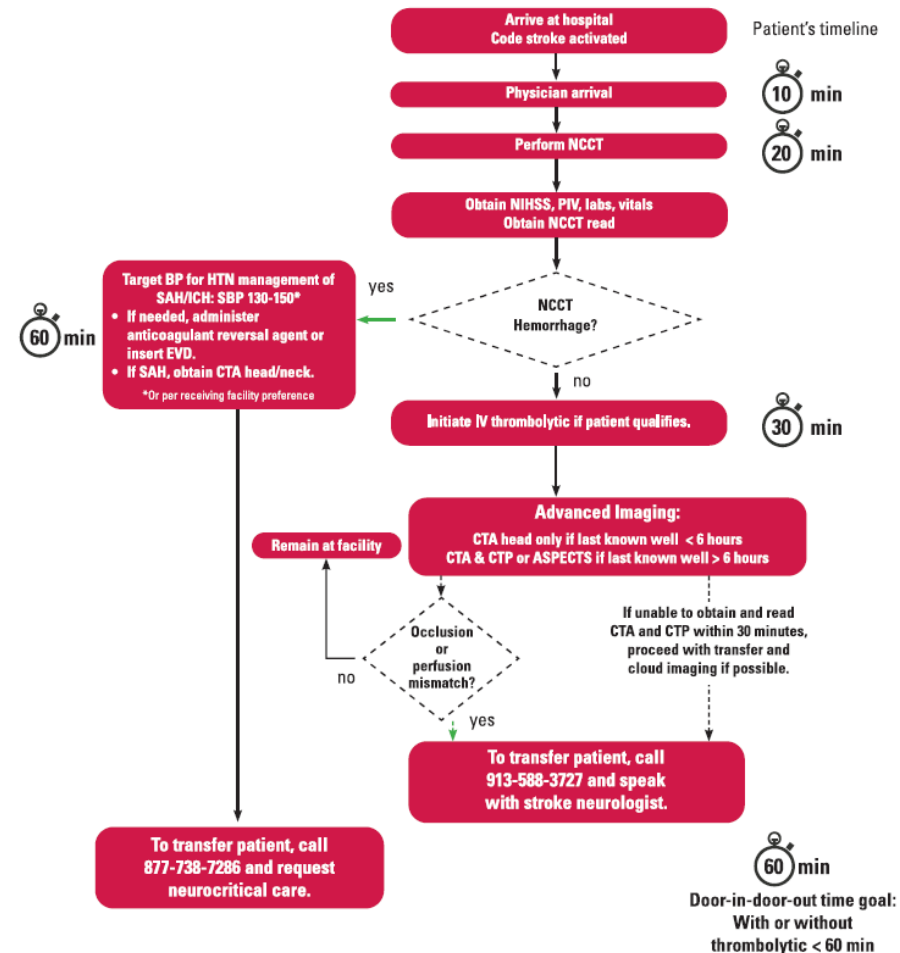 Arrive at hospital
Code stroke activated
Patient's timeline
Physician arrival
10 min
Perform NCCT
20 min
Obtain NIHSS, PIV, labs, vitals
Obtain NCCT read
Target BP for HTN management of
SAH/ICH: SBP 130-150*
• If needed, administer
anticoagulant reversal agent or
insert EVD.
• If SAH, obtain CTA head/neck.
*Or per receiving facility preference
60 min
yes
NCCT
Hemorrhage?
no
Initiate IV thrombolytic if patient qualifies.
30 min
Advanced Imaging:
CTA head only if last known well < 6 hours
CTA & CTP or ASPECTS if last known well > 6 hours
Remain at facility
Occlusion
or
perfusion
mismatch?
no
yes
If unable to obtain and read
CTA and CTP within 30 minutes,
proceed with transfer and
cloud imaging if possible.
To transfer patient, call
913-588-3727 and speak
with stroke neurologist.
To transfer patient, call
877-738-7286 and request
neurocritical care.
60 min
Door-in-door-out time goal:
With or without
thrombolytic < 60 min